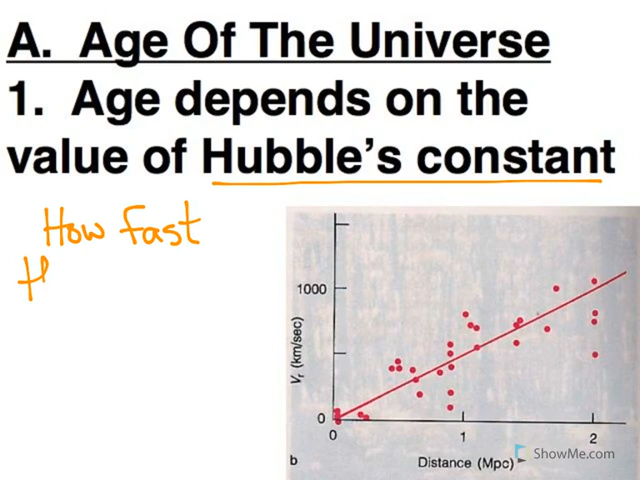 A. Age Of The Universe
1. Age depends on the
value of Hubble's constant
How Fast
H
1000
Vr (km/sec)
0
0 1 2
b Distance (Mpc)
ShowMe.com